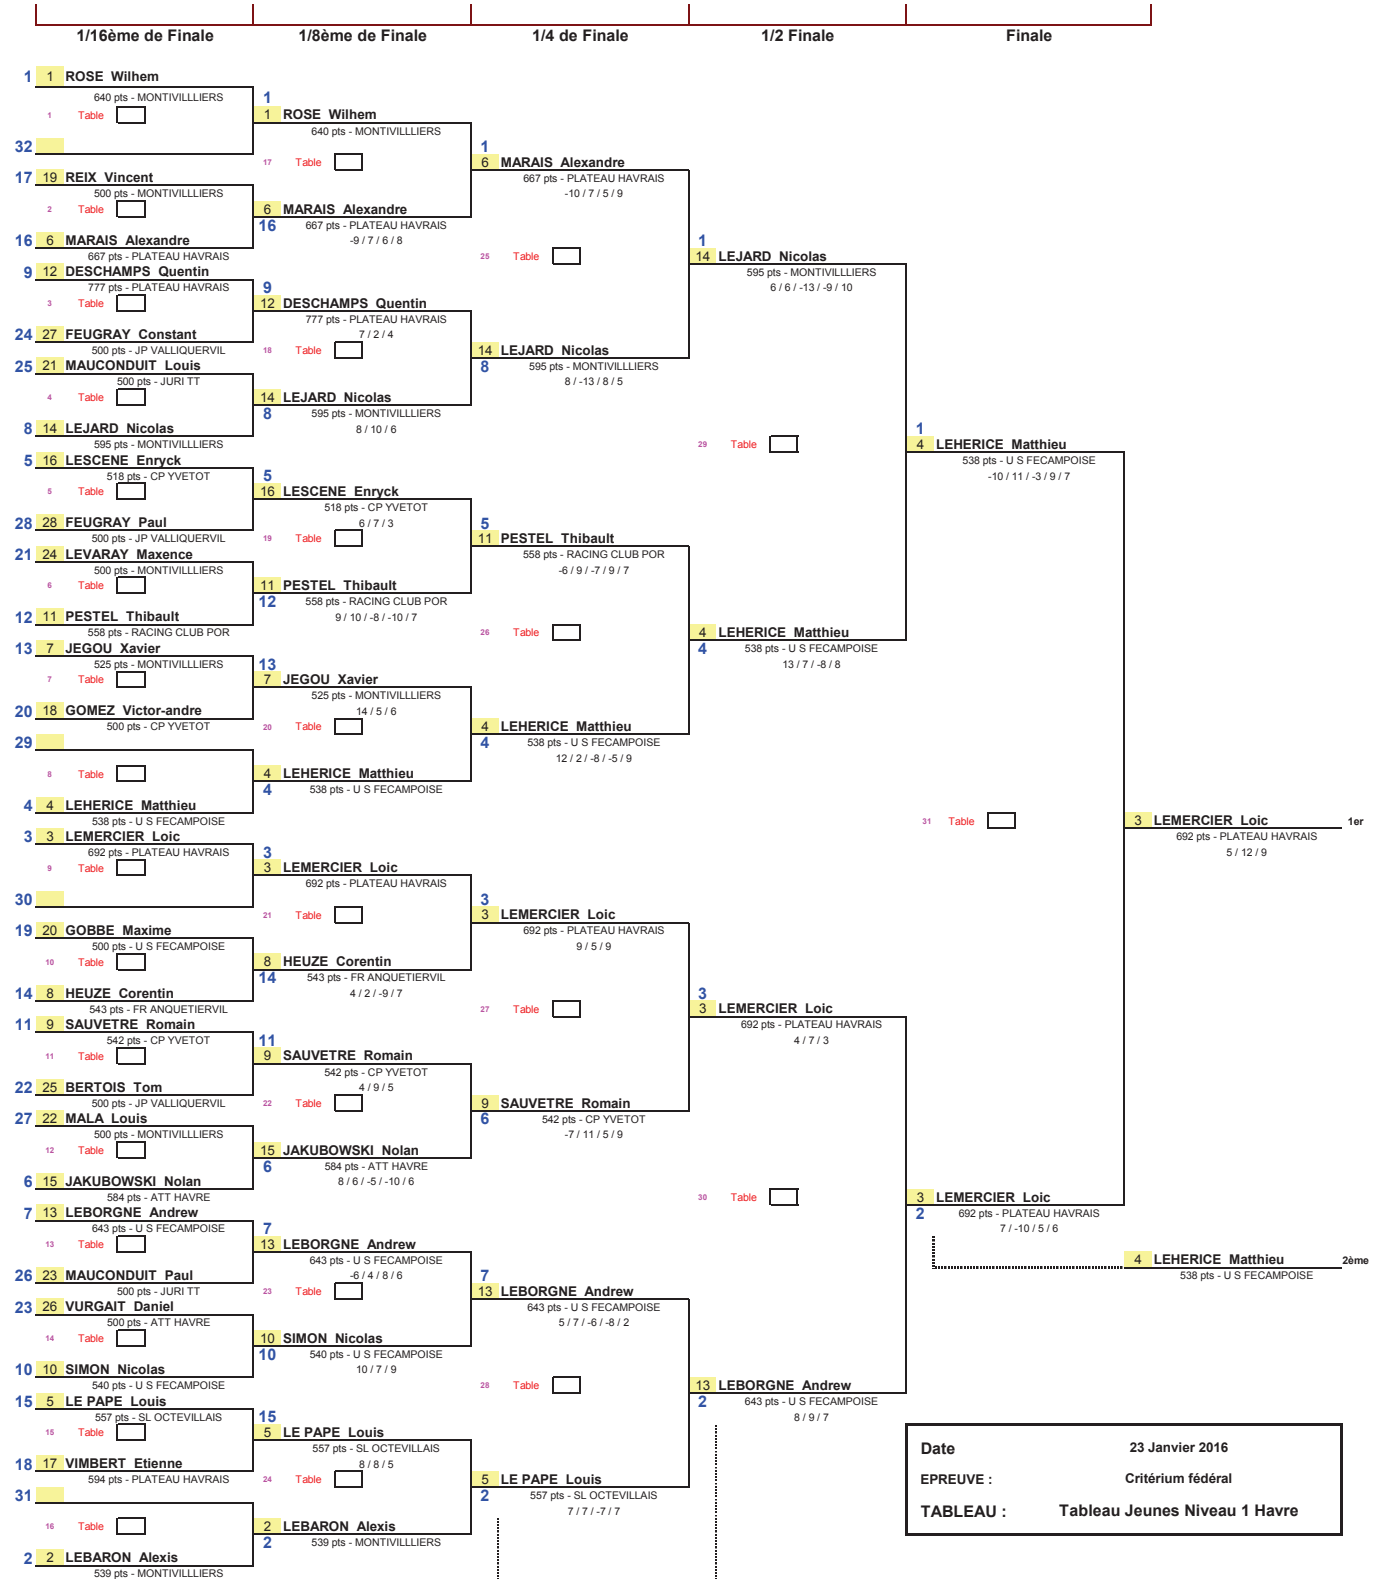 1/16ème de Finale
1/8ème de Finale
1/4 de Finale
1/2 Finale
Finale
1 1 ROSE Wilhem
640 pts - MONTIVILLLIERS
1 Table
32
17 19 REIX Vincent
500 pts - MONTIVILLLIERS
2 Table
16 6 MARAIS Alexandre
667 pts - PLATEAU HAVRAIS
9 12 DESCHAMPS Quentin
777 pts - PLATEAU HAVRAIS
3 Table
24 27 FEUGRAY Constant
500 pts - JP VALLIQUERVIL
25 21 MAUCONDUIT Louis
500 pts - JURI TT
4 Table
8 14 LEJARD Nicolas
595 pts - MONTIVILLLIERS
5 16 LESCENE Enryck
518 pts - CP YVETOT
5 Table
28 28 FEUGRAY Paul
500 pts - JP VALLIQUERVIL
21 24 LEVARAY Maxence
500 pts - MONTIVILLLIERS
6 Table
12 11 PESTEL Thibault
558 pts - RACING CLUB POR
13 7 JEGOU Xavier
525 pts - MONTIVILLLIERS
7 Table
20 18 GOMEZ Victor-andre
500 pts - CP YVETOT
29
8 Table
4 4 LEHERICE Matthieu
538 pts - U S FECAMPOISE
3 3 LEMERCIER Loic
692 pts - PLATEAU HAVRAIS
9 Table
30
19 20 GOBBE Maxime
500 pts - U S FECAMPOISE
10 Table
14 8 HEUZE Corentin
543 pts - FR ANQUETIERVIL
11 9 SAUVETRE Romain
542 pts - CP YVETOT
11 Table
22 25 BERTOIS Tom
500 pts - JP VALLIQUERVIL
27 22 MALA Louis
500 pts - MONTIVILLLIERS
12 Table
6 15 JAKUBOWSKI Nolan
584 pts - ATT HAVRE
7 13 LEBORGNE Andrew
643 pts - U S FECAMPOISE
13 Table
26 23 MAUCONDUIT Paul
500 pts - JURI TT
23 26 VURGAIT Daniel
500 pts - ATT HAVRE
14 Table
10 10 SIMON Nicolas
540 pts - U S FECAMPOISE
15 5 LE PAPE Louis
557 pts - SL OCTEVILLAIS
15 Table
18 17 VIMBERT Etienne
594 pts - PLATEAU HAVRAIS
31
16 Table
2 2 LEBARON Alexis
539 pts - MONTIVILLLIERS
1
1 ROSE Wilhem
640 pts - MONTIVILLLIERS
17 Table
6 MARAIS Alexandre
16 667 pts - PLATEAU HAVRAIS
-9 / 7 / 6 / 8
9
12 DESCHAMPS Quentin
777 pts - PLATEAU HAVRAIS
7 / 2 / 4
18 Table
14 LEJARD Nicolas
8 595 pts - MONTIVILLLIERS
8 / 10 / 6
5
16 LESCENE Enryck
518 pts - CP YVETOT
6 / 7 / 3
19 Table
11 PESTEL Thibault
12 558 pts - RACING CLUB POR
9 / 10 / -8 / -10 / 7
13
7 JEGOU Xavier
525 pts - MONTIVILLLIERS
14 / 5 / 6
20 Table
4 LEHERICE Matthieu
4 538 pts - U S FECAMPOISE
3
3 LEMERCIER Loic
692 pts - PLATEAU HAVRAIS
21 Table
8 HEUZE Corentin
14 543 pts - FR ANQUETIERVIL
4 / 2 / -9 / 7
11
9 SAUVETRE Romain
542 pts - CP YVETOT
4 / 9 / 5
22 Table
15 JAKUBOWSKI Nolan
6 584 pts - ATT HAVRE
8 / 6 / -5 / -10 / 6
7
13 LEBORGNE Andrew
643 pts - U S FECAMPOISE
-6 / 4 / 8 / 6
23 Table
10 SIMON Nicolas
10 540 pts - U S FECAMPOISE
10 / 7 / 9
15
5 LE PAPE Louis
557 pts - SL OCTEVILLAIS
8 / 8 / 5
24 Table
2 LEBARON Alexis
2 539 pts - MONTIVILLLIERS
1
6 MARAIS Alexandre
667 pts - PLATEAU HAVRAIS
-10 / 7 / 5 / 9
25 Table
14 LEJARD Nicolas
8 595 pts - MONTIVILLLIERS
8 / -13 / 8 / 5
5
11 PESTEL Thibault
558 pts - RACING CLUB POR
-6 / 9 / -7 / 9 / 7
26 Table
4 LEHERICE Matthieu
4 538 pts - U S FECAMPOISE
12 / 2 / -8 / -5 / 9
3
3 LEMERCIER Loic
692 pts - PLATEAU HAVRAIS
9 / 5 / 9
27 Table
9 SAUVETRE Romain
6 542 pts - CP YVETOT
-7 / 11 / 5 / 9
7
13 LEBORGNE Andrew
643 pts - U S FECAMPOISE
5 / 7 / -6 / -8 / 2
28 Table
5 LE PAPE Louis
2 557 pts - SL OCTEVILLAIS
7 / 7 / -7 / 7
1
14 LEJARD Nicolas
595 pts - MONTIVILLLIERS
6 / 6 / -13 / -9 / 10
29 Table
4 LEHERICE Matthieu
4 538 pts - U S FECAMPOISE
13 / 7 / -8 / 8
3
3 LEMERCIER Loic
692 pts - PLATEAU HAVRAIS
4 / 7 / 3
30 Table
13 LEBORGNE Andrew
2 643 pts - U S FECAMPOISE
8 / 9 / 7
1
4 LEHERICE Matthieu
538 pts - U S FECAMPOISE
-10 / 11 / -3 / 9 / 7
31 Table
3 LEMERCIER Loic
2 692 pts - PLATEAU HAVRAIS
7 / -10 / 5 / 6
3 LEMERCIER Loic 1er
692 pts - PLATEAU HAVRAIS
5 / 12 / 9
4 LEHERICE Matthieu 2ème
538 pts - U S FECAMPOISE
Date 23 Janvier 2016
EPREUVE : Critérium fédéral
TABLEAU : Tableau Jeunes Niveau 1 Havre